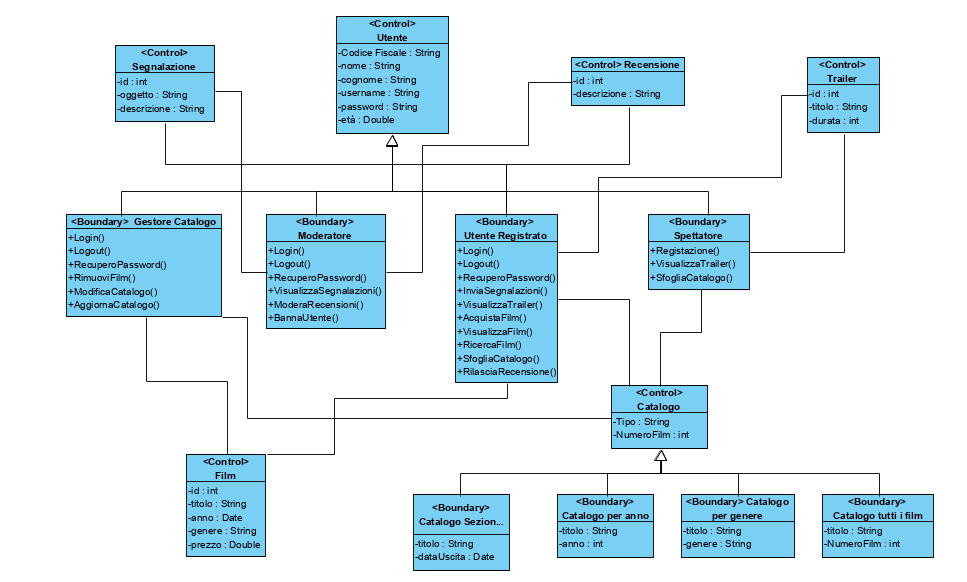 <Control>
Utente
-Codice Fiscale : String
-nome : String
-cognome : String
-username : String
-password : String
-età : Double
<Control>
Segnalazione
-id : int
-oggetto : String
-descrizione : String
<Control> Recensione
-id : int
-descrizione : String
<Control>
Trailer
-id : int
-titolo : String
-durata : int
<Boundary> Gestore Catalogo
+Login()
+Logout()
+RecuperoPassword()
+RimuoviFilm()
+ModificaCatalogo()
+AggiornaCatalogo()
<Boundary>
Moderatore
+Login()
+Logout()
+RecuperoPassword()
+VisualizzaSegnalazioni()
+ModeraRecensioni()
+BannaUtente()
<Boundary>
Utente Registrato
+Login()
+Logout()
+RecuperoPassword()
+InviaSegnalazioni()
+VisualizzaTrailer()
+AcquistaFilm()
+VisualizzaFilm()
+RicercaFilm()
+SfogliaCatalogo()
+RilasciaRecensione()
<Boundary>
Spettatore
+Registazione()
+VisualizzaTrailer()
+SfogliaCatalogo()
<Control>
Catalogo
-Tipo : String
-NumeroFilm : int
<Control>
Film
-id : int
-titolo : String
-anno : Date
-genere : String
-prezzo : Double
<Boundary>
Catalogo Sezion...
-titolo : String
-dataUscita : Date
<Boundary>
Catalogo per anno
-titolo : String
-anno : int
<Boundary> Catalogo
per genere
-titolo : String
-genere : String
<Boundary>
Catalogo tutti i film
-titolo : String
-NumeroFilm : int